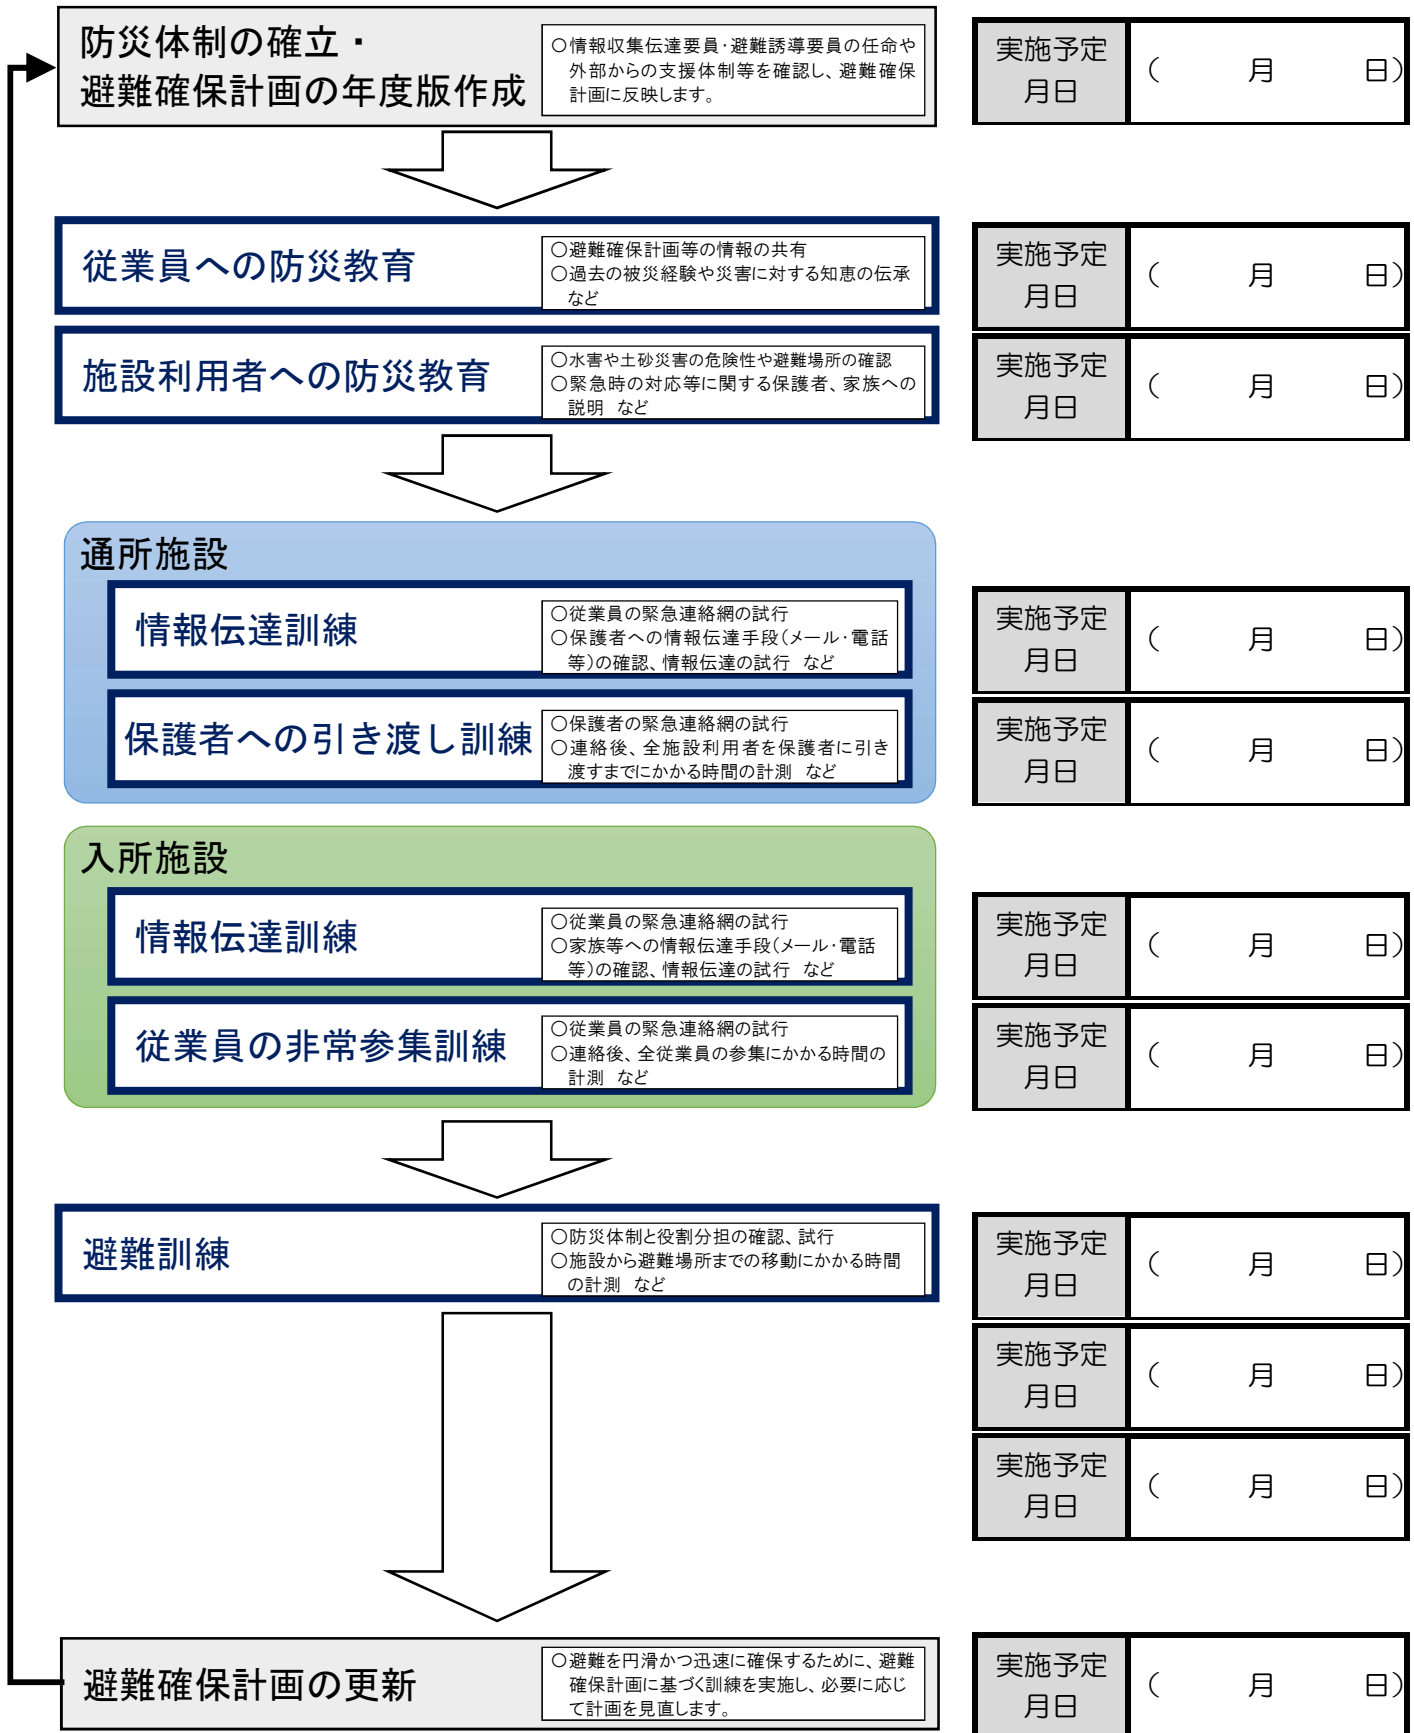 防災体制の確立・
避難確保計画の年度版作成
○情報収集伝達要員・避難誘導要員の任命や
外部からの支援体制等を確認し、避難確保
計画に反映します。
実施予定
月日
（　月　日）
従業員への防災教育
○避難確保計画等の情報の共有
○過去の被災経験や災害に対する知恵の伝承
など
実施予定
月日
（　月　日）
施設利用者への防災教育
○水害や土砂災害の危険性や避難場所の確認
○緊急時の対応等に関する保護者、家族への
説明　など
実施予定
月日
（　月　日）
通所施設
情報伝達訓練
○従業員の緊急連絡網の試行
○保護者への情報伝達手段（メール・電話
等）の確認、情報伝達の試行　など
実施予定
月日
（　月　日）
保護者への引き渡し訓練
○保護者の緊急連絡網の試行
○連絡後、全施設利用者を保護者に引き
渡すまでにかかる時間の計測　など
実施予定
月日
（　月　日）
入所施設
情報伝達訓練
○従業員の緊急連絡網の試行
○家族等への情報伝達手段（メール・電話
等）の確認、情報伝達の試行　など
実施予定
月日
（　月　日）
従業員の非常参集訓練
○従業員の緊急連絡網の試行
○連絡後、全従業員の参集にかかる時間の
計測　など
実施予定
月日
（　月　日）
避難訓練
○防災体制と役割分担の確認、試行
○施設から避難場所までの移動にかかる時間
の計測　など
実施予定
月日
（　月　日）
実施予定
月日
（　月　日）
実施予定
月日
（　月　日）
避難確保計画の更新
○避難を円滑かつ迅速に確保するために、避難
確保計画に基づく訓練を実施し、必要に応じ
て計画を見直します。
実施予定
月日
（　月　日）